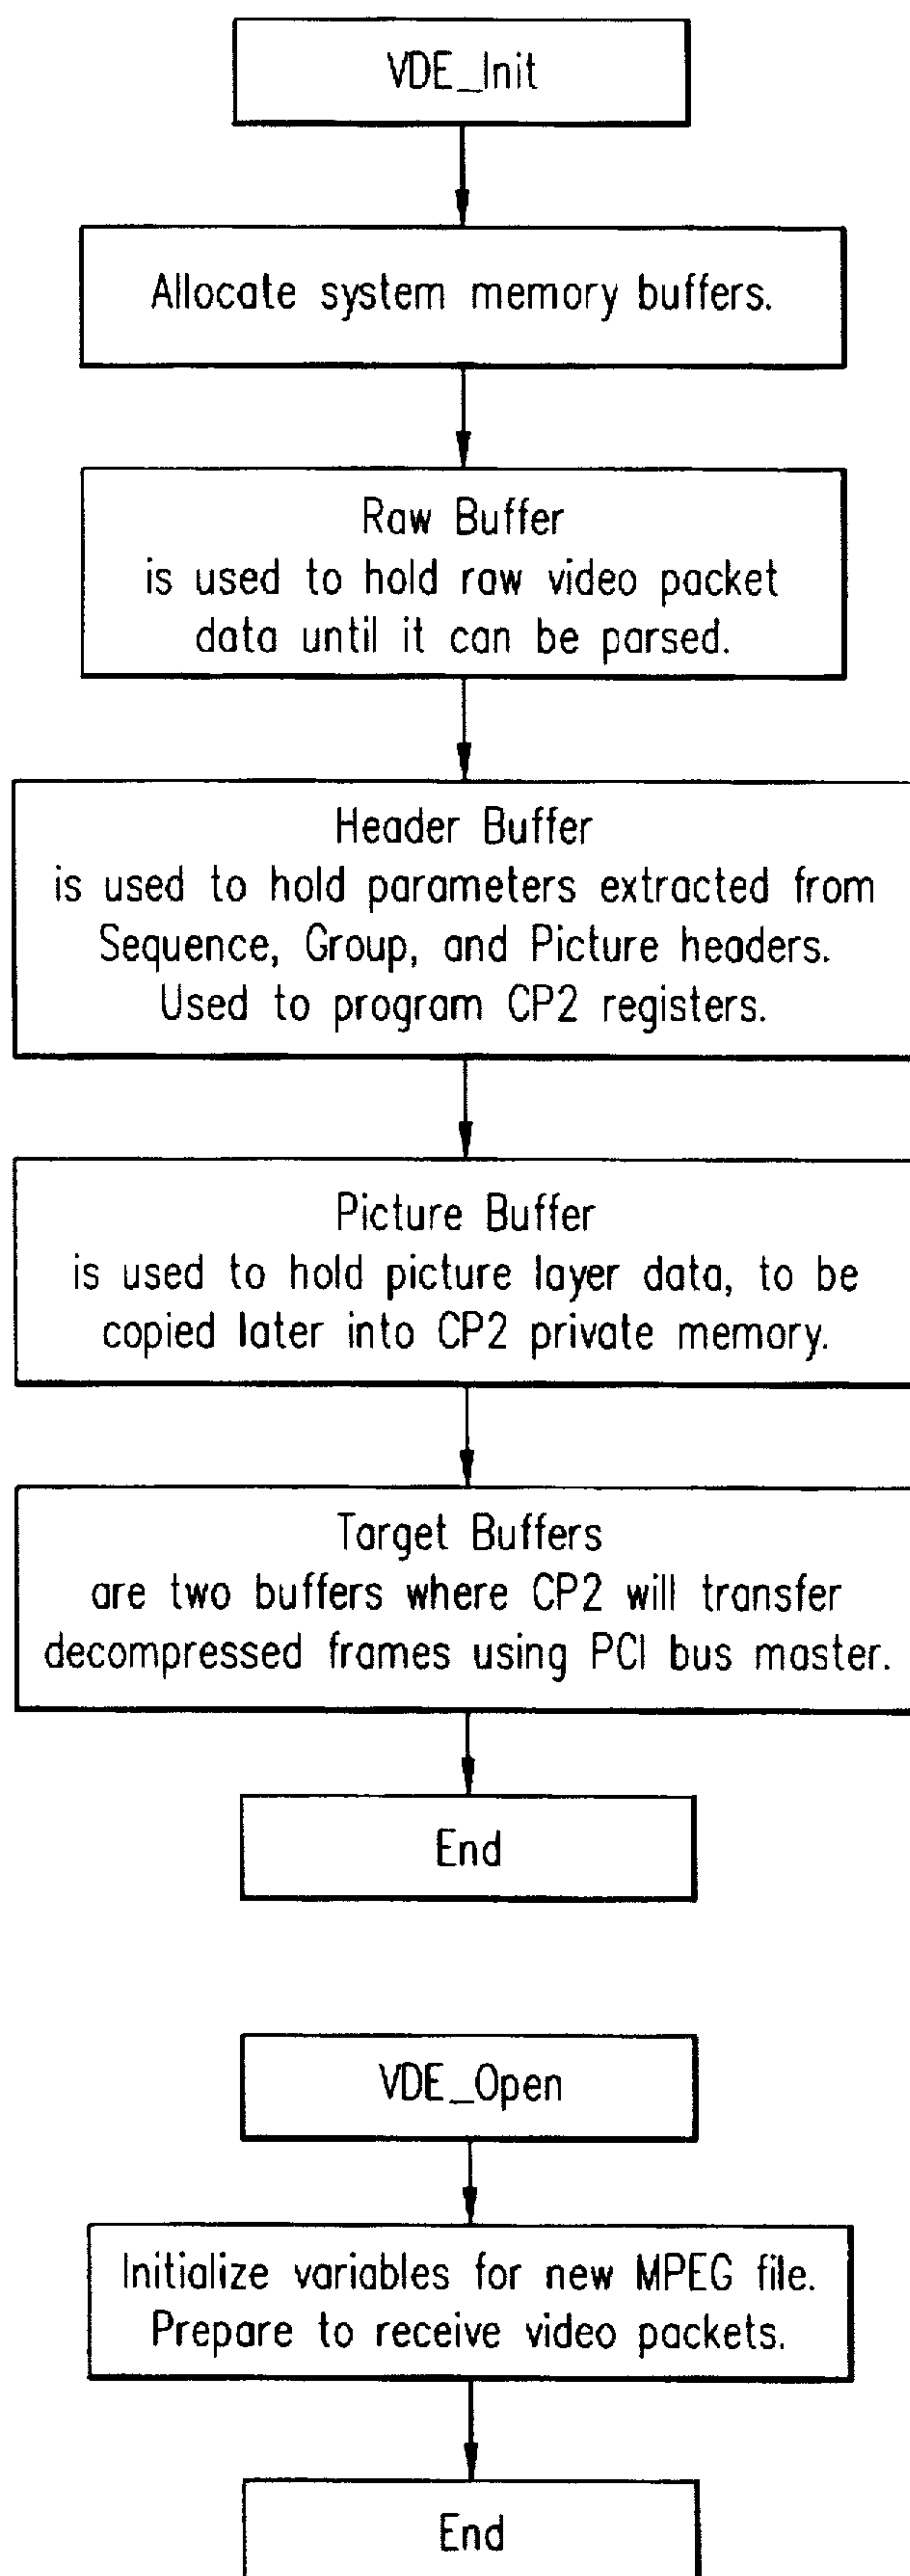 VDE_Init
Allocate system memory buffers.
Raw Buffer
is used to hold raw video packet
data until it can be parsed.
Header Buffer
is used to hold parameters extracted from
Sequence, Group, and Picture headers.
Used to program CP2 registers.
Picture Buffer
is used to hold picture layer data, to be
copied later into CP2 private memory.
Target Buffers
are two buffers where CP2 will transfer
decompressed frames using PCI bus master.
End
VDE_Open
Initialize variables for new MPEG file.
Prepare to receive video packets.
End